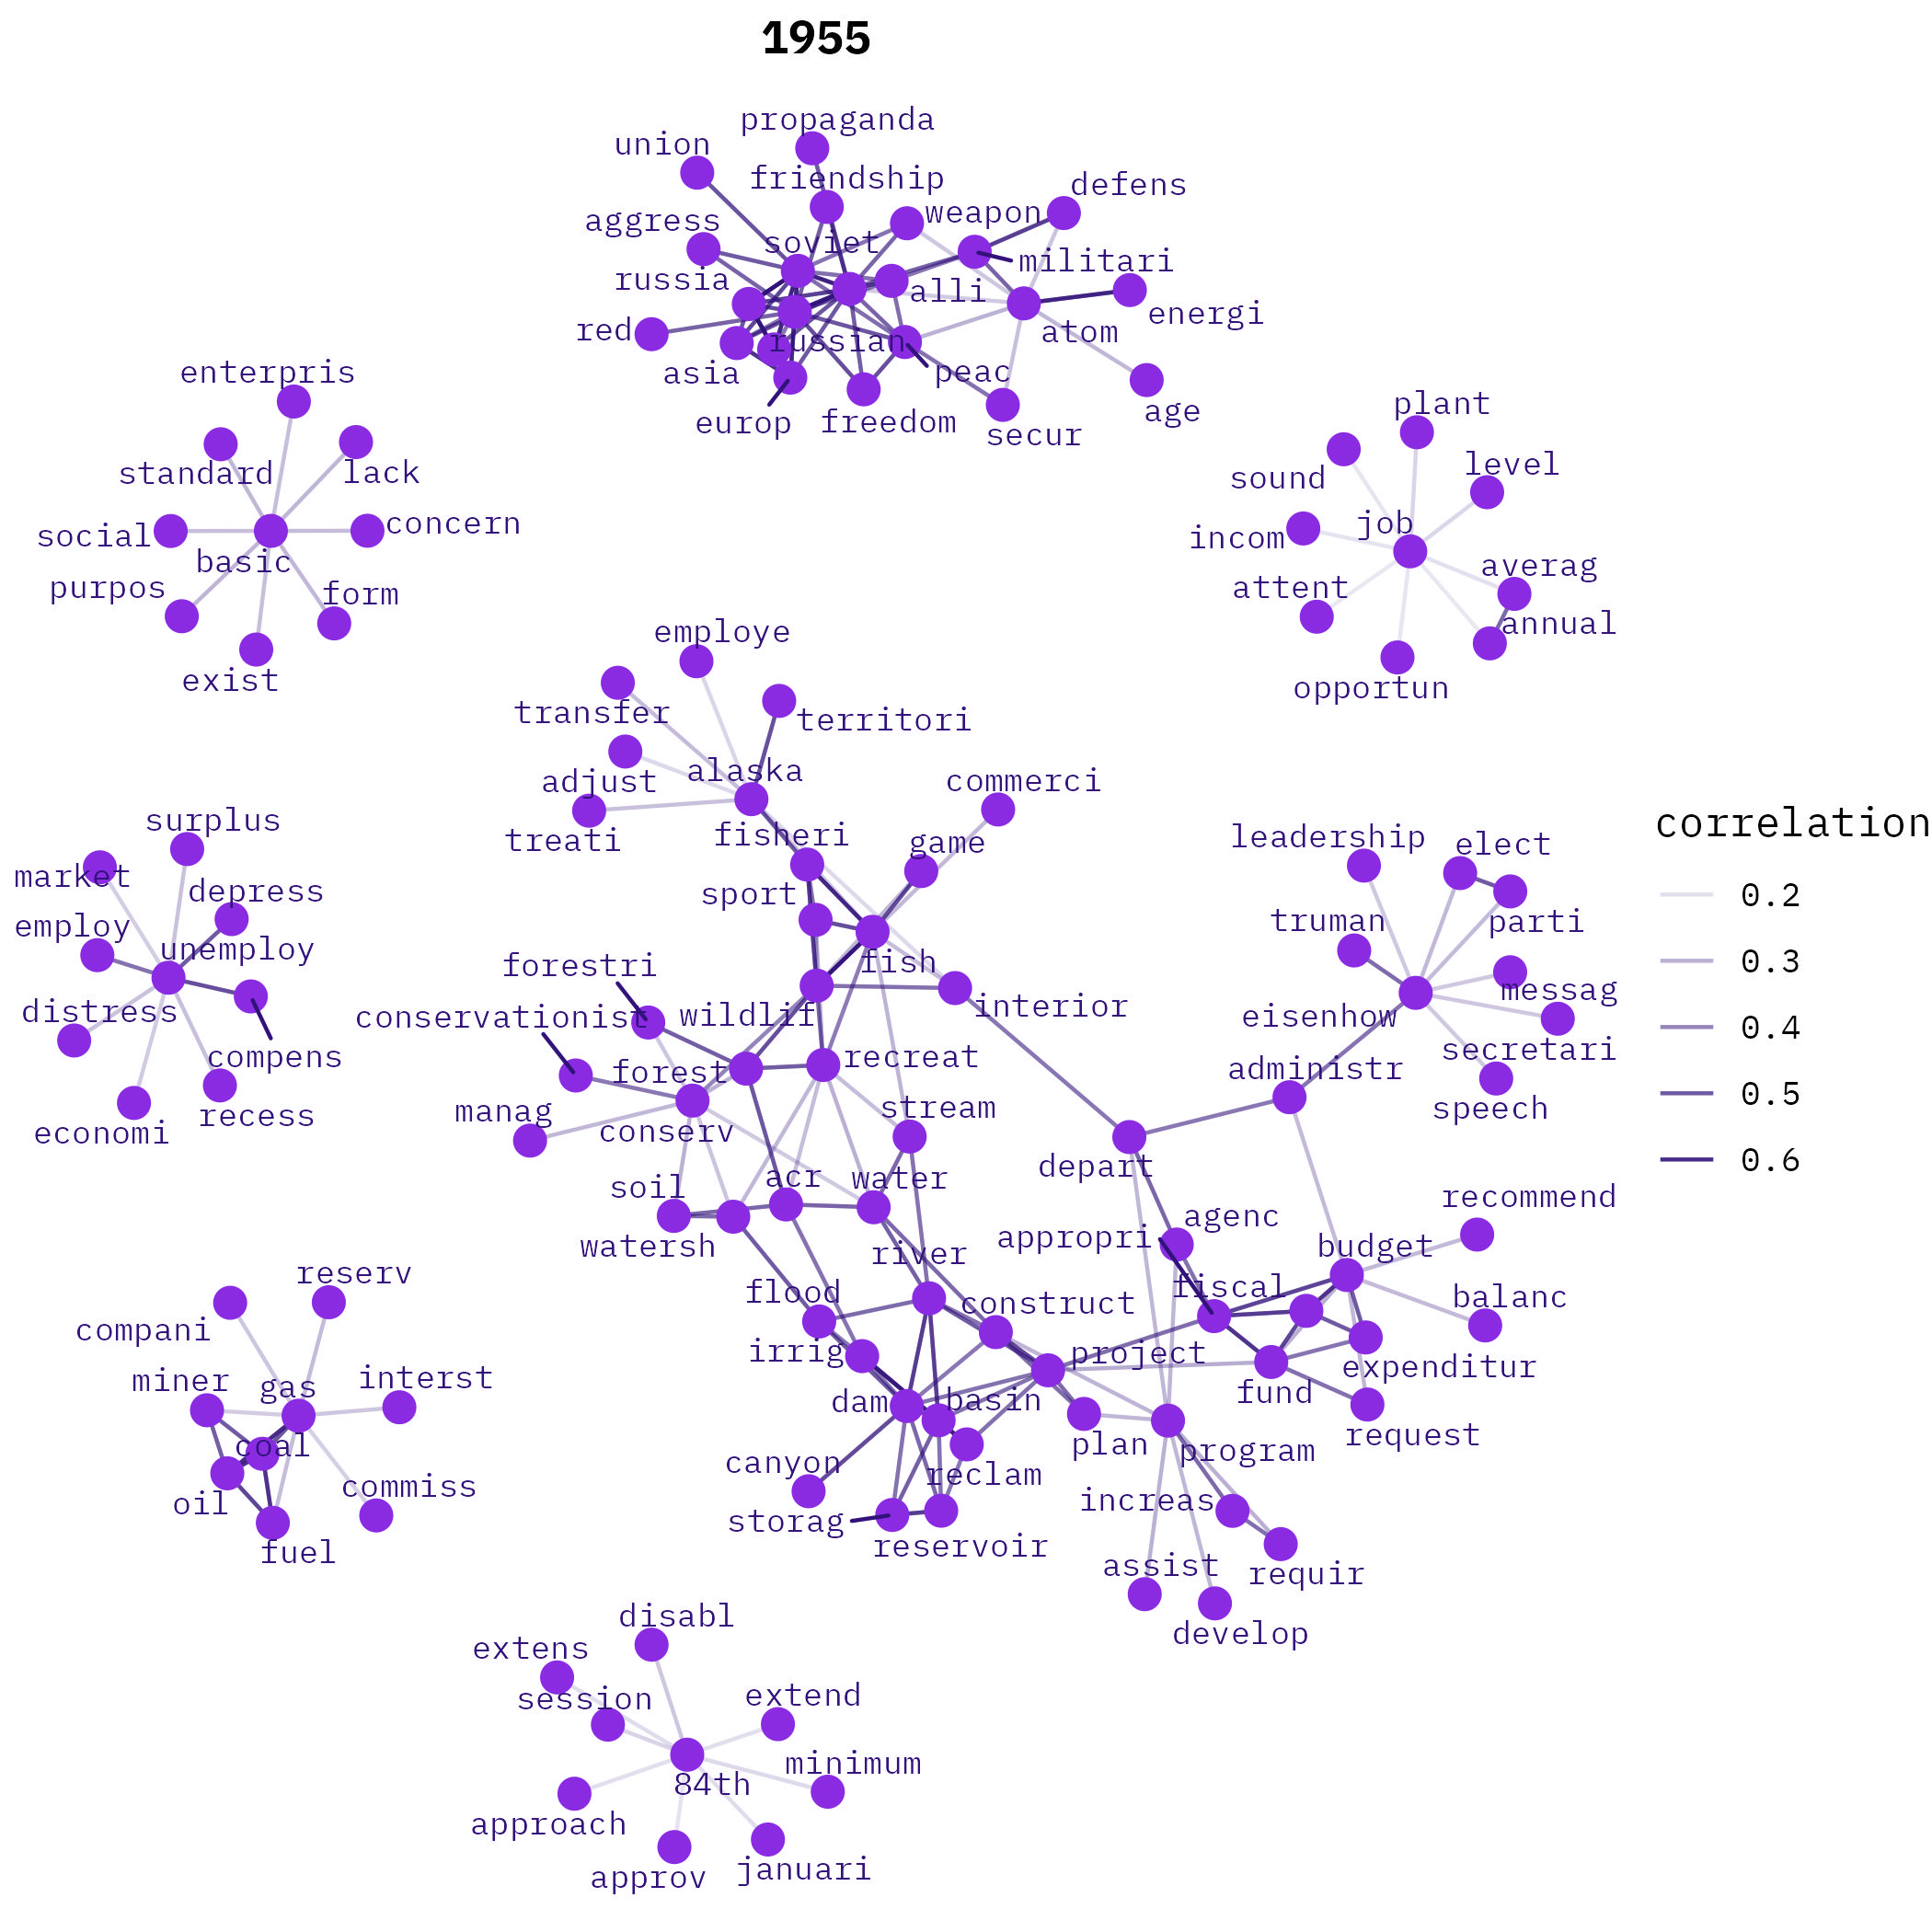 1955
propaganda
union
friendship
defens
aggress
weapon
soviet
militari
russia
alli
energi
red
atom
russian
asia
peac
age
europ
freedom
secur
enterpris
standard
lack
social
concern
basic
purpos
form
exist
plant
sound
level
incom
job
attent
averag
annual
opportun
employe
transfer
territori
adjust
alaska
commerci
treati
fisheri
game
sport
fish
forestri
interior
conservationist
wildlif
forest
recreat
manag
stream
conserv
soil
acr
water
watersh
river
flood
construct
irrig
project
dam
basin
canyon
reclam
plan
storag
reservoir
surplus
market
depress
employ
unemploy
distress
compens
economi
recess
leadership
elect
truman
parti
messag
eisenhow
secretari
administr
speech
depart
recommend
agenc
appropri
budget
fiscal
balanc
expenditur
fund
request
program
increas
assist
requir
develop
reserv
compani
miner
gas
interst
coal
oil
commiss
fuel
disabl
extens
session
extend
minimum
84th
approach
approv
januari
correlation
0.2
0.3
0.4
0.5
0.6